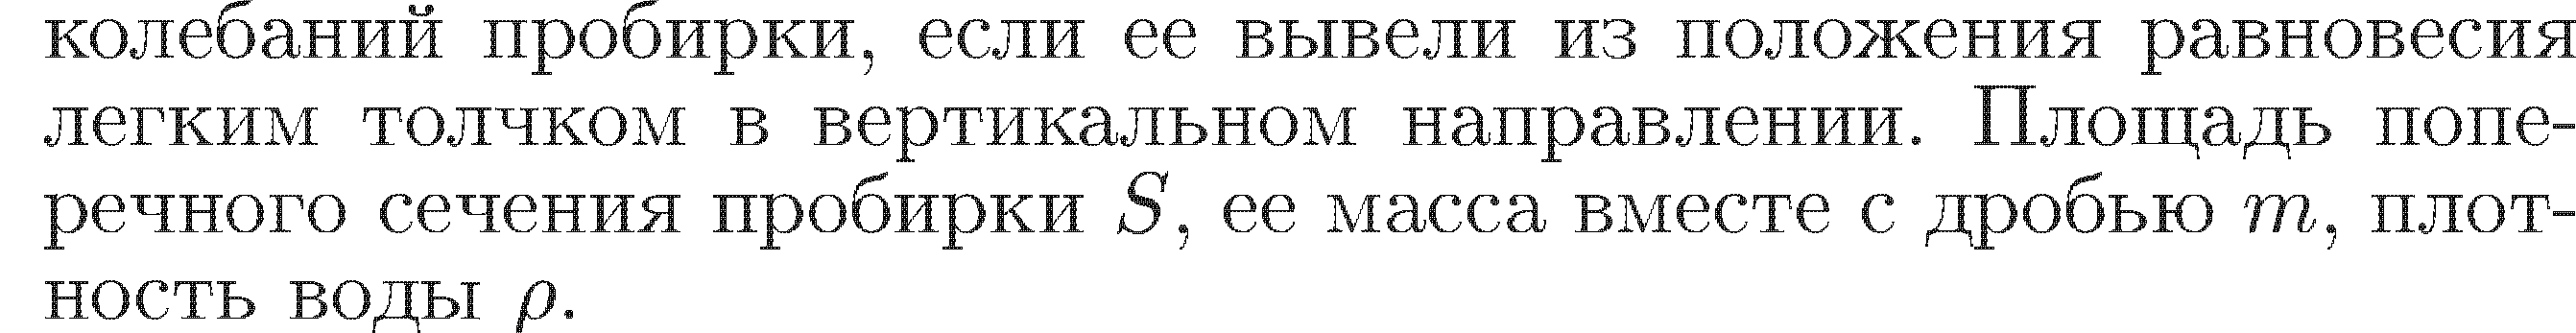 колебаний пробирки, если ее вывели из положения равновесия
легким толчком в вертикальном направлении. Площадь попе-
речного сечения пробирки S, ее масса вместе с дробью m, плот-
ность воды ρ.